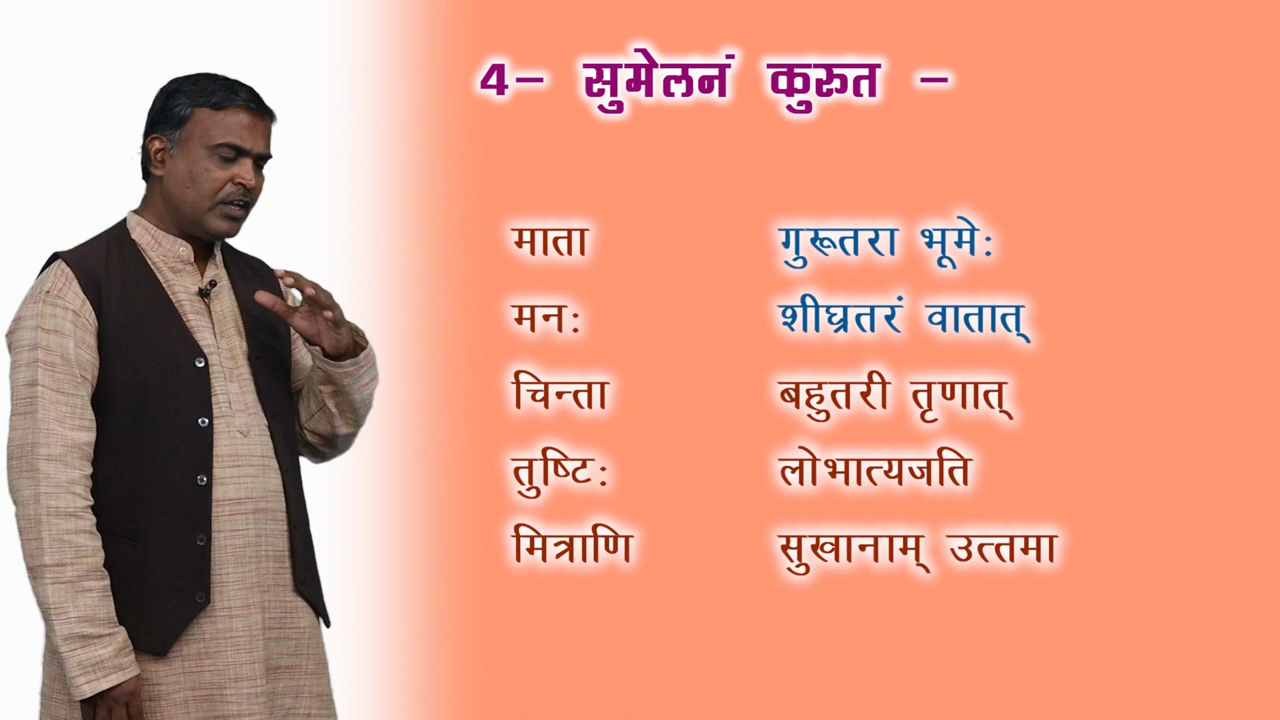 4- सुमेलनं कुरूत -
माता गुरूतरा भूमेः
मनः शीघ्रतरं वातात्
चिन्ता बहुतरी तृणात्
तुष्टिः लोभात्यजति
मित्राणि सुखानाम् उत्तमा